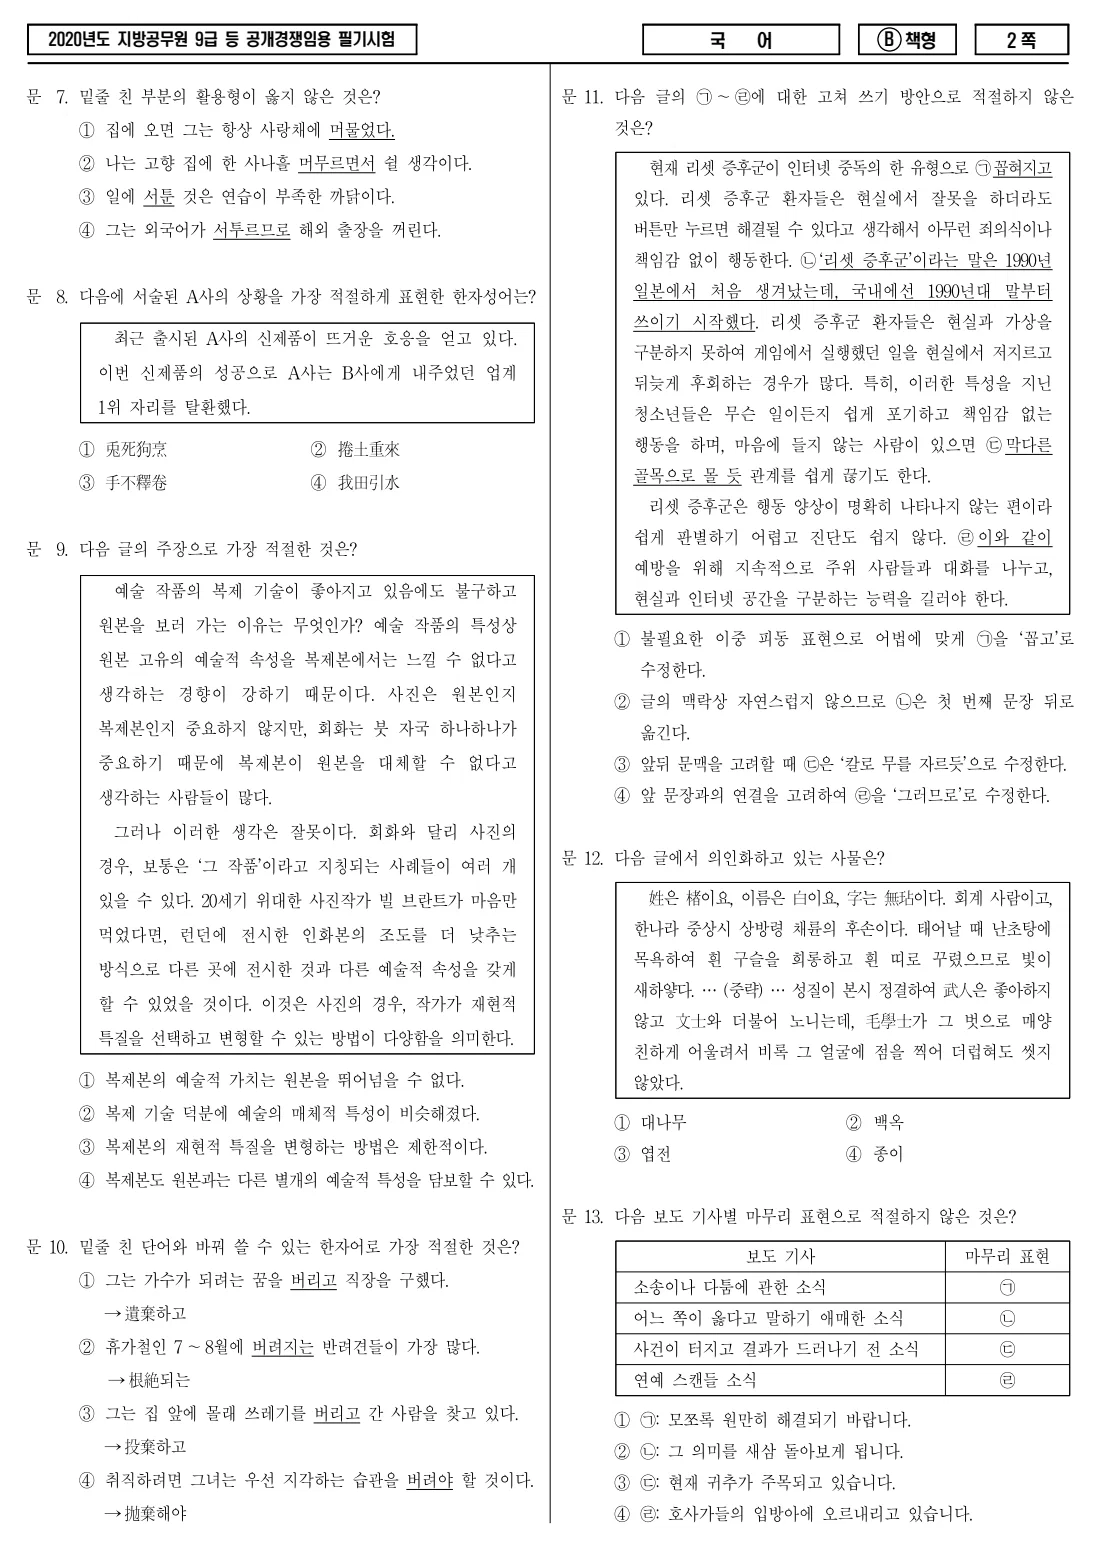 2020년도 지방공무원 9급 등 공개경쟁임용 필기시험
국 어
Ⓑ 책형
2 쪽
문 7. 밑줄 친 부분의 활용형이 옳지 않은 것은?
① 집에 오면 그는 항상 사랑채에 머물었다.
② 나는 고향 집에 한 사나흘 머무르면서 쉴 생각이다.
③ 일에 서툰 것은 연습이 부족한 까닭이다.
④ 그는 외국어가 서투르므로 해외 출장을 꺼린다.
문 8. 다음에 서술된 A사의 상황을 가장 적절하게 표현한 한자성어는?
최근 출시된 A사의 신제품이 뜨거운 호응을 얻고 있다.
이번 신제품의 성공으로 A사는 B사에게 내주었던 업계
1위 자리를 탈환했다.
① 兎死狗烹
② 捲土重來
③ 手不釋卷
④ 我田引水
문 9. 다음 글의 주장으로 가장 적절한 것은?
예술 작품의 복제 기술이 좋아지고 있음에도 불구하고
원본을 보러 가는 이유는 무엇인가? 예술 작품의 특성상
원본 고유의 예술적 속성을 복제본에서는 느낄 수 없다고
생각하는 경향이 강하기 때문이다. 사진은 원본인지
복제본인지 중요하지 않지만, 회화는 붓 자국 하나하나가
중요하기 때문에 복제본이 원본을 대체할 수 없다고
생각하는 사람들이 많다.
그러나 이러한 생각은 잘못이다. 회화와 달리 사진의
경우, 보통은 ‘그 작품’이라고 지칭되는 사례들이 여러 개
있을 수 있다. 20세기 위대한 사진작가 빌 브란트가 마음만
먹었다면, 런던에 전시한 인화본의 조도를 더 낮추는
방식으로 다른 곳에 전시한 것과 다른 예술적 속성을 갖게
할 수 있었을 것이다. 이것은 사진의 경우, 작가가 재현적
특질을 선택하고 변형할 수 있는 방법이 다양함을 의미한다.
① 복제본의 예술적 가치는 원본을 뛰어넘을 수 없다.
② 복제 기술 덕분에 예술의 매체적 특성이 비슷해졌다.
③ 복제본의 재현적 특질을 변형하는 방법은 제한적이다.
④ 복제본도 원본과는 다른 별개의 예술적 특성을 담보할 수 있다.
문 10. 밑줄 친 단어와 바꿔 쓸 수 있는 한자어로 가장 적절한 것은?
① 그는 가수가 되려는 꿈을 버리고 직장을 구했다.
→遺棄하고
② 휴가철인 7 ~ 8월에 버려지는 반려견들이 가장 많다.
→根絶되는
③ 그는 집 앞에 몰래 쓰레기를 버리고 간 사람을 찾고 있다.
→投棄하고
④ 취직하려면 그녀는 우선 지각하는 습관을 버려야 할 것이다.
→抛棄해야
문 11. 다음 글의 ㉠ ~ ㉣에 대한 고쳐 쓰기 방안으로 적절하지 않은
것은?
현재 리셋 증후군이 인터넷 중독의 한 유형으로 ㉠꼽혀지고
있다. 리셋 증후군 환자들은 현실에서 잘못을 하더라도
버튼만 누르면 해결될 수 있다고 생각해서 아무런 죄의식이나
책임감 없이 행동한다. ㉡‘리셋 증후군’이라는 말은 1990년
일본에서 처음 생겨났는데, 국내에선 1990년대 말부터
쓰이기 시작했다. 리셋 증후군 환자들은 현실과 가상을
구분하지 못하여 게임에서 실행했던 일을 현실에서 저지르고
뒤늦게 후회하는 경우가 많다. 특히, 이러한 특성을 지닌
청소년들은 무슨 일이든지 쉽게 포기하고 책임감 없는
행동을 하며, 마음에 들지 않는 사람이 있으면 ㉢막다른
골목으로 몰 듯 관계를 쉽게 끊기도 한다.
리셋 증후군은 행동 양상이 명확히 나타나지 않는 편이라
쉽게 판별하기 어렵고 진단도 쉽지 않다. ㉣이와 같이
예방을 위해 지속적으로 주위 사람들과 대화를 나누고,
현실과 인터넷 공간을 구분하는 능력을 길러야 한다.
① 불필요한 이중 피동 표현으로 어법에 맞게 ㉠을 ‘꼽고’로
수정한다.
② 글의 맥락상 자연스럽지 않으므로 ㉡은 첫 번째 문장 뒤로
옮긴다.
③ 앞뒤 문맥을 고려할 때 ㉢은 ‘칼로 무를 자르듯’으로 수정한다.
④ 앞 문장과의 연결을 고려하여 ㉣을 ‘그러므로’로 수정한다.
문 12. 다음 글에서 의인화하고 있는 사물은?
姓은 楮이요, 이름은 白이요, 字는 無玷이다. 회계 사람이고,
한나라 중상시 상방령 채륜의 후손이다. 태어날 때 난초탕에
목욕하여 흰 구슬을 희롱하고 흰 띠로 꾸렸으므로 빛이
새하얗다. … (중략) … 성질이 본시 정결하여 武人은 좋아하지
않고 文士와 더불어 노니는데, 毛學士가 그 벗으로 매양
친하게 어울려서 비록 그 얼굴에 점을 찍어 더럽혀도 씻지
않았다.
① 대나무
② 백옥
③ 엽전
④ 종이
문 13. 다음 보도 기사별 마무리 표현으로 적절하지 않은 것은?
보도 기사 마무리 표현
소송이나 다툼에 관한 소식 ㉠
어느 쪽이 옳다고 말하기 애매한 소식 ㉡
사건이 터지고 결과가 드러나기 전 소식 ㉢
연예 스캔들 소식 ㉣
① ㉠: 모쪼록 원만히 해결되기 바랍니다.
② ㉡: 그 의미를 새삼 돌아보게 됩니다.
③ ㉢: 현재 귀추가 주목되고 있습니다.
④ ㉣: 호사가들의 입방아에 오르내리고 있습니다.